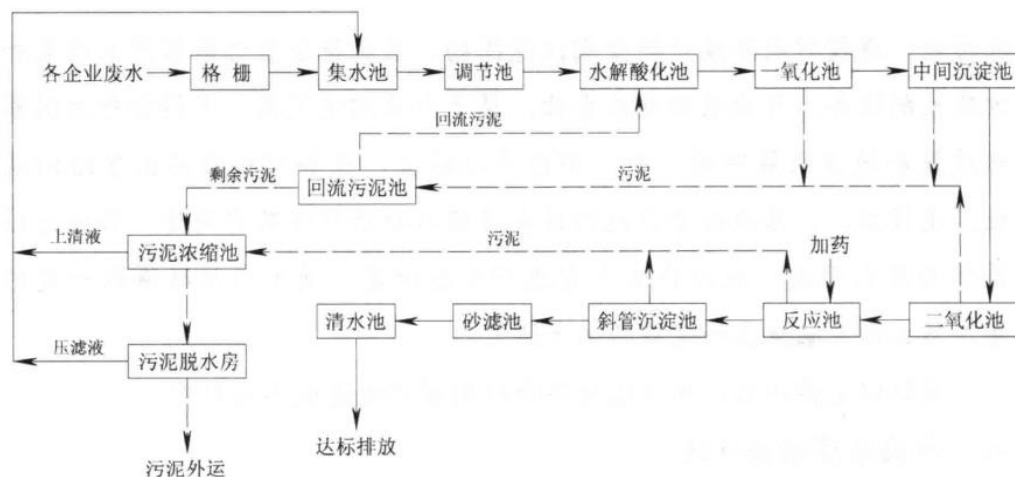 各企业废水
格栅
集水池
调节池
水解酸化池
一氧化池
中间沉淀池
回流污泥
剩余污泥
回流污泥池
污泥
上清液
污泥浓缩池
污泥
加药
清水池
砂滤池
斜管沉淀池
反应池
二氧化池
压滤液
污泥脱水房
达标排放
污泥外运